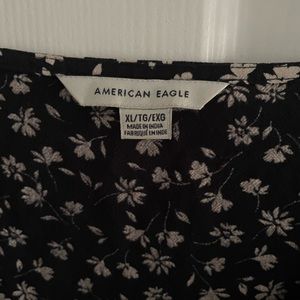 AMERICAN EAGLE
XL/TG/EXG
MADE IN INDIA
FABRIQUÉ EN INDE